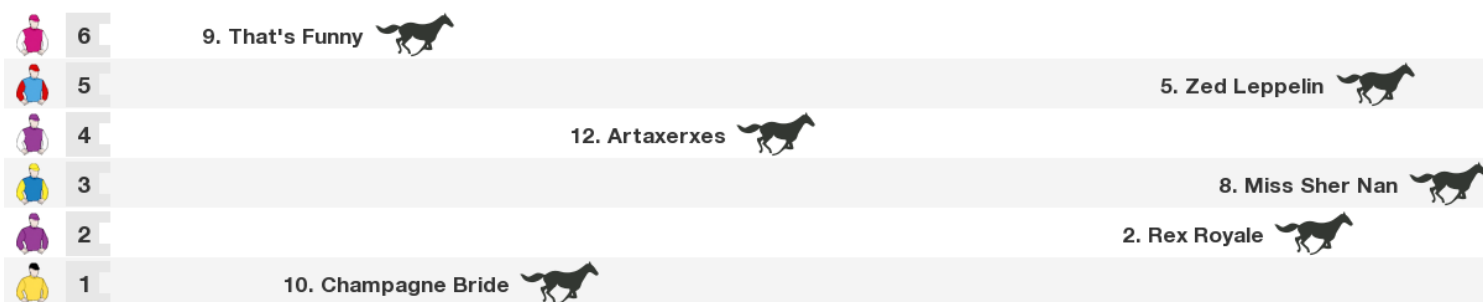 6 9. That's Funny
5 5. Zed Leppelin
4 12. Artaxerxes
3 8. Miss Sher Nan
2 2. Rex Royale
1 10. Champagne Bride